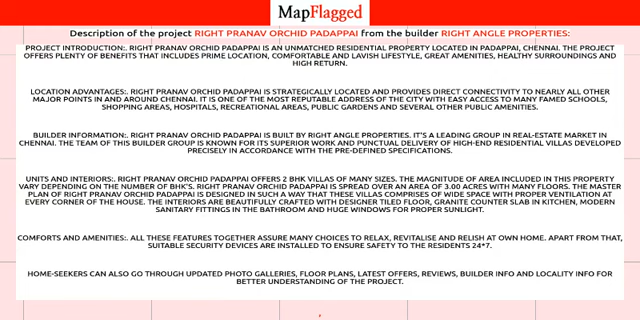 MapFlagged
Description of the project RIGHT PRANAV ORCHID PADAPPAI from the builder RIGHT ANGLE PROPERTIES:
PROJECT INTRODUCTION:. RIGHT PRANAV ORCHID PADAPPAI IS AN UNMATCHED RESIDENTIAL PROPERTY LOCATED IN PADAPPAI, CHENNAI. THE PROJECT
OFFERS PLENTY OF BENEFITS THAT INCLUDES PRIME LOCATION, COMFORTABLE AND LAVISH LIFESTYLE, GREAT AMENITIES, HEALTHY SURROUNDINGS AND
HIGH RETURN.
LOCATION ADVANTAGES:. RIGHT PRANAV ORCHID PADAPPAI IS STRATEGICALLY LOCATED AND PROVIDES DIRECT CONNECTIVITY TO NEARLY ALL OTHER
MAJOR POINTS IN AND AROUND CHENNAI. IT IS ONE OF THE MOST REPUTABLE ADDRESS OF THE CITY WITH EASY ACCESS TO MANY FAMED SCHOOLS,
SHOPPING AREAS, HOSPITALS, RECREATIONAL AREAS, PUBLIC GARDENS AND SEVERAL OTHER PUBLIC AMENITIES.
BUILDER INFORMATION:. RIGHT PRANAV ORCHID PADAPPAI IS BUILT BY RIGHT ANGLE PROPERTIES. IT'S A LEADING GROUP IN REAL-ESTATE MARKET IN
CHENNAI. THE TEAM OF THIS BUILDER GROUP IS KNOWN FOR ITS SUPERIOR WORK AND PUNCTUAL DELIVERY OF HIGH-END RESIDENTIAL VILLAS DEVELOPED
PRECISELY IN ACCORDANCE WITH THE PRE-DEFINED SPECIFICATIONS.
UNITS AND INTERIORS:. RIGHT PRANAV ORCHID PADAPPAI OFFERS 2 BHK VILLAS OF MANY SIZES. THE MAGNITUDE OF AREA INCLUDED IN THIS PROPERTY
VARY DEPENDING ON THE NUMBER OF BHK'S. RIGHT PRANAV ORCHID PADAPPAI IS SPREAD OVER AN AREA OF 3.00 ACRES WITH MANY FLOORS. THE MASTER
PLAN OF RIGHT PRANAV ORCHID PADAPPAI IS DESIGNED IN SUCH A WAY THAT THESE VILLAS COMPRISES OF WIDE SPACE WITH PROPER VENTILATION AT
EVERY CORNER OF THE HOUSE. THE INTERIORS ARE BEAUTIFULLY CRAFTED WITH DESIGNER TILED FLOOR, GRANITE COUNTER SLAB IN KITCHEN, MODERN
SANITARY FITTINGS IN THE BATHROOM AND HUGE WINDOWS FOR PROPER SUNLIGHT.
COMFORTS AND AMENITIES:. ALL THESE FEATURES TOGETHER ASSURE MANY CHOICES TO RELAX, REVITALISE AND RELISH AT OWN HOME. APART FROM THAT,
SUITABLE SECURITY DEVICES ARE INSTALLED TO ENSURE SAFETY TO THE RESIDENTS 24*7.
HOME-SEEKERS CAN ALSO GO THROUGH UPDATED PHOTO GALLERIES, FLOOR PLANS, LATEST OFFERS, REVIEWS, BUILDER INFO AND LOCALITY INFO FOR
BETTER UNDERSTANDING OF THE PROJECT.
,